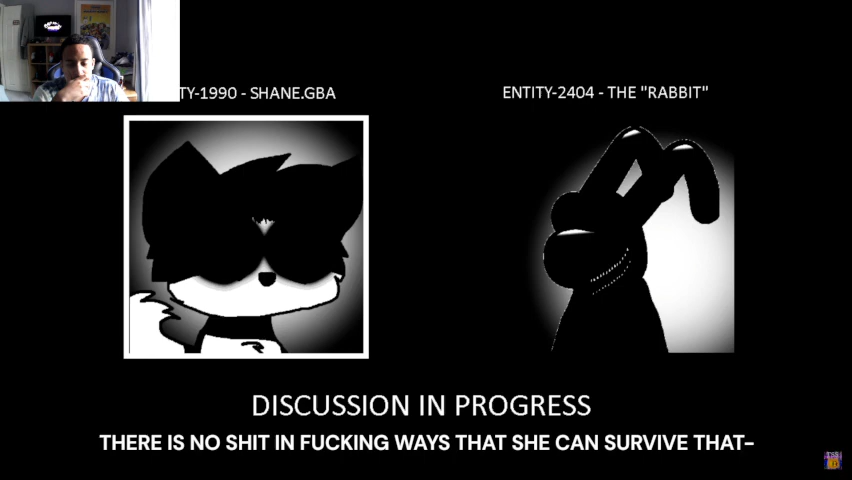 TY-1990 - SHANE.GBA
ENTITY-2404 - THE "RABBIT"
DISCUSSION IN PROGRESS
THERE IS NO SHIT IN FUCKING WAYS THAT SHE CAN SURVIVE THAT–